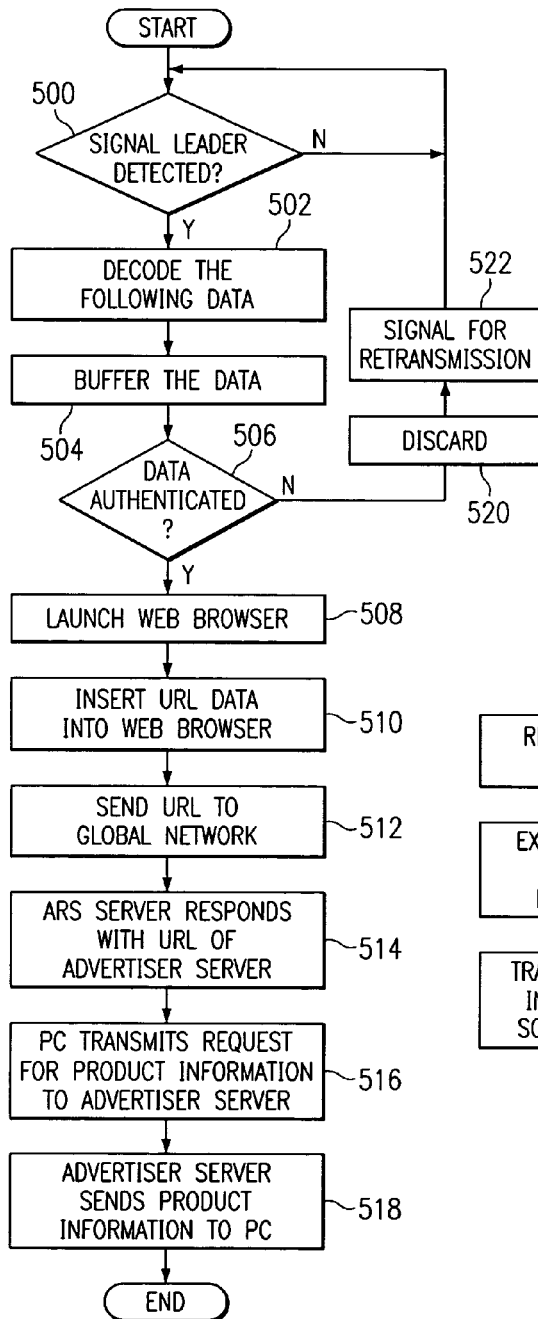 START
500
SIGNAL LEADER
DETECTED?
N
Y
502
DECODE THE
FOLLOWING DATA
522
SIGNAL FOR
RETRANSMISSION
BUFFER THE DATA
504
506
DISCARD
520
DATA
AUTHENTICATED
?
N
Y
LAUNCH WEB BROWSER
508
INSERT URL DATA
INTO WEB BROWSER
510
SEND URL TO
GLOBAL NETWORK
512
ARS SERVER RESPONDS
WITH URL OF
ADVERTISER SERVER
514
PC TRANSMITS REQUEST
FOR PRODUCT INFORMATION
TO ADVERTISER SERVER
516
ADVERTISER SERVER
SENDS PRODUCT
INFORMATION TO PC
518
END